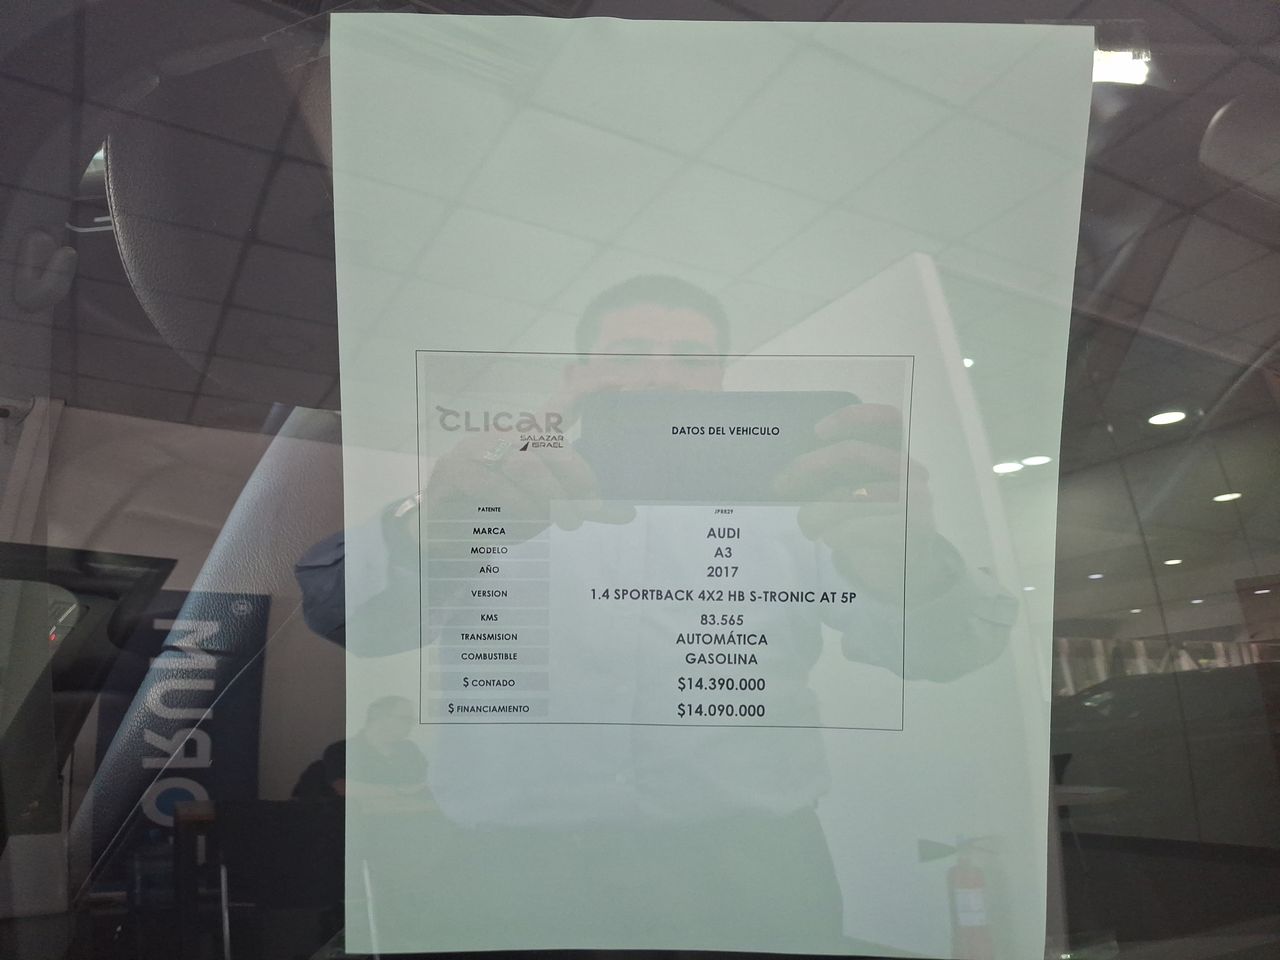 CLICAR
SALAZAR
ISRAEL
DATOS DEL VEHICULO
PATENTE JPRR29
MARCA AUDI
MODELO A3
AÑO 2017
VERSION 1.4 SPORTBACK 4X2 HB S-TRONIC AT 5P
KMS 83.565
TRANSMISION AUTOMÁTICA
COMBUSTIBLE GASOLINA
$ CONTADO $14.390.000
$ FINANCIAMIENTO $14.090.000